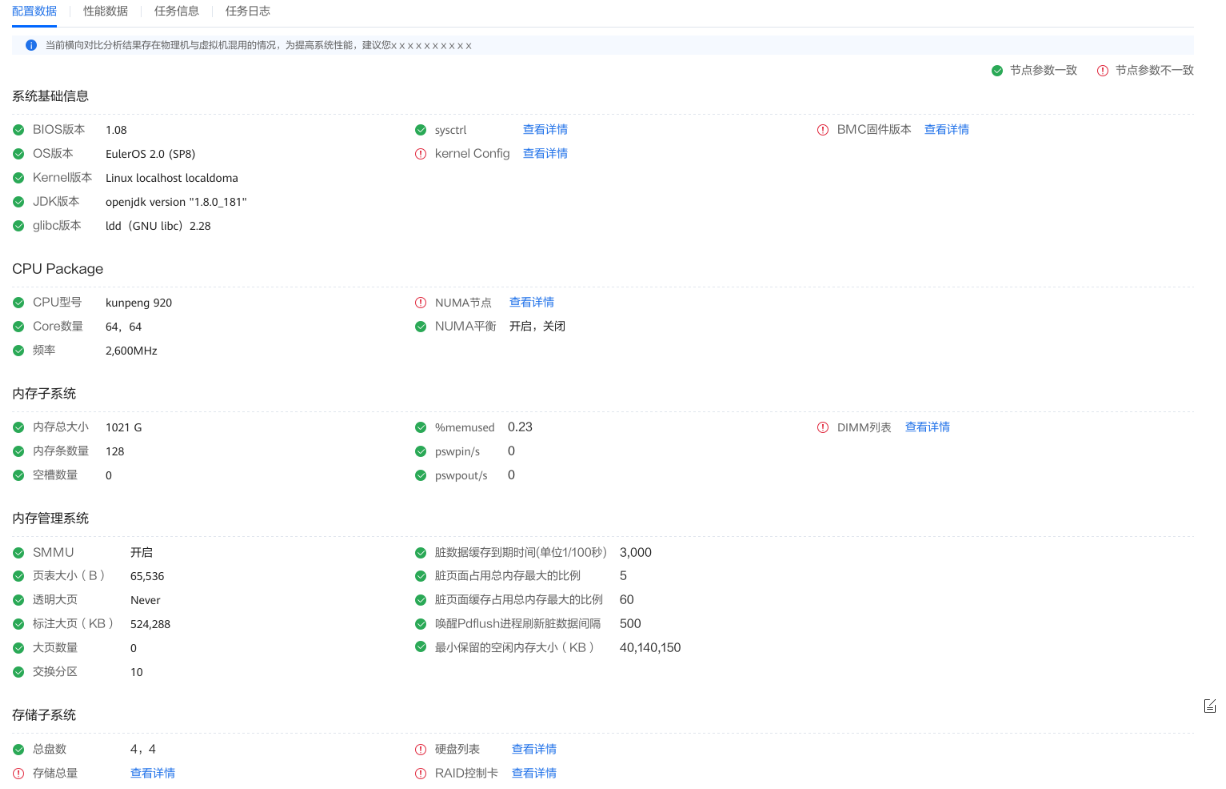 配置数据 性能数据 任务信息 任务日志
当前横向对比分析结果存在物理机与虚拟机混用的情况，为提高系统性能，建议您x x x x x x x x x x
节点参数一致 节点参数不一致
系统基础信息
BIOS版本 1.08 sysctrl 查看详情 BMC固件版本 查看详情
OS版本 EulerOS 2.0 (SP8) kernel Config 查看详情
Kernel版本 Linux localhost localdoma
JDK版本 openjdk version "1.8.0_181"
glibc版本 ldd（GNU libc）2.28
CPU Package
CPU型号 kunpeng 920 NUMA节点 查看详情
Core数量 64，64 NUMA平衡 开启，关闭
频率 2,600MHz
内存子系统
内存总大小 1021 G %memused 0.23 DIMM列表 查看详情
内存条数量 128 pswpin/s 0
空槽数量 0 pswpout/s 0
内存管理系统
SMMU 开启 脏数据缓存到期时间(单位1/100秒) 3,000
页表大小（B） 65,536 脏页面占用总内存最大的比例 5
透明大页 Never 脏页面缓存占用总内存最大的比例 60
标注大页（KB） 524,288 唤醒Pdflush进程刷新脏数据间隔 500
大页数量 0 最小保留的空闲内存大小（KB） 40,140,150
交换分区 10
存储子系统
总盘数 4，4 硬盘列表 查看详情
存储总量 查看详情 RAID控制卡 查看详情